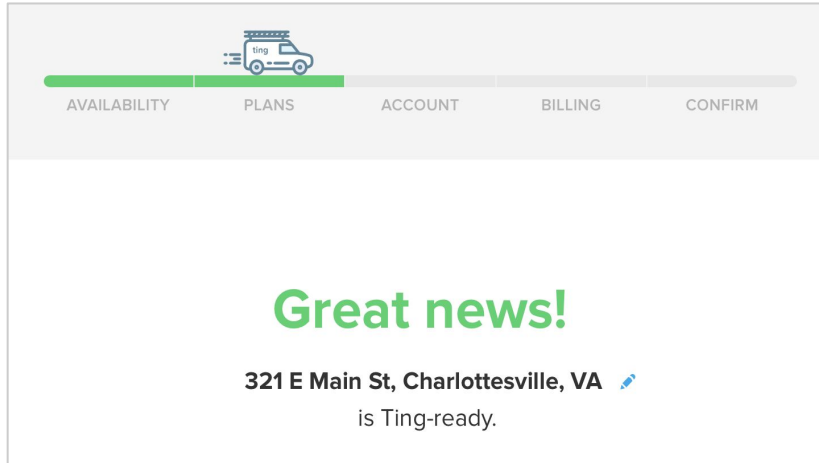 ting
AVAILABILITY PLANS ACCOUNT BILLING CONFIRM
Great news!
321 E Main St, Charlottesville, VA
is Ting-ready.